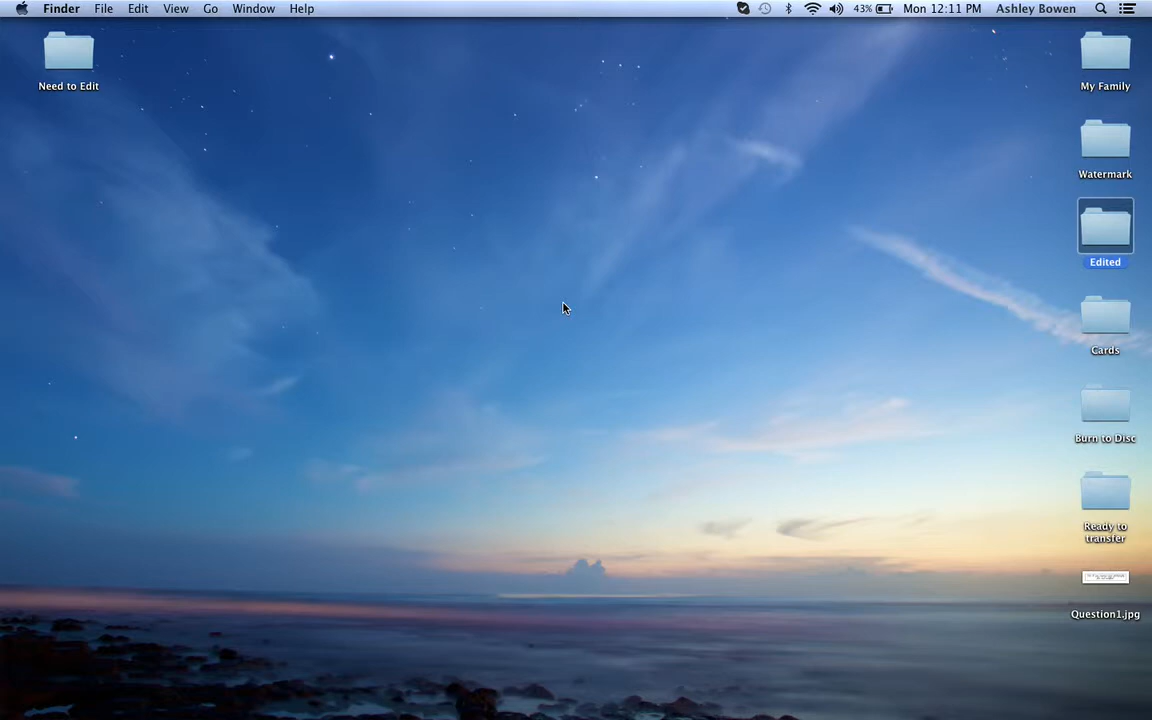 Finder File Edit View Go Window Help 43% Mon 12:11 PM Ashley Bowen
Need to Edit
My Family
Watermark
Edited
Cards
Burn to Disc
Ready to
transfer
Question1.jpg